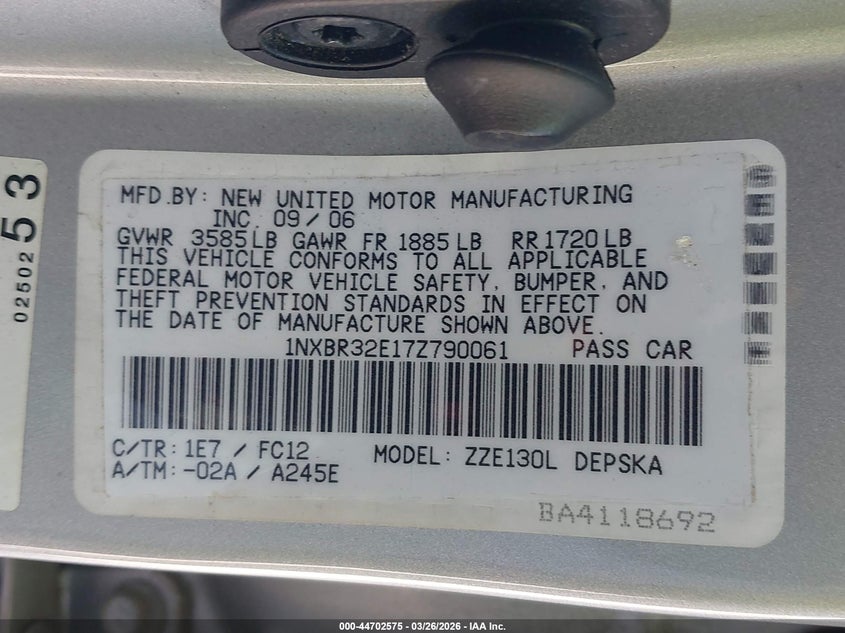 02502 53
MFD.BY: NEW UNITED MOTOR MANUFACTURING
INC. 09/06
GVWR 3585LB GAWR FR 1885LB RR1720LB
THIS VEHICLE CONFORMS TO ALL APPLICABLE
FEDERAL MOTOR VEHICLE SAFETY, BUMPER, AND
THEFT PREVENTION STANDARDS IN EFFECT ON
THE DATE OF MANUFACTURE SHOWN ABOVE.
1NXBR32E17Z790061 PASS CAR
C/TR: 1E7 / FC12 MODEL: ZZE130L DEPSKA
A/TM: -02A / A245E
BA4118692
000-44702575 | 03/26/2026 | IAA Inc.